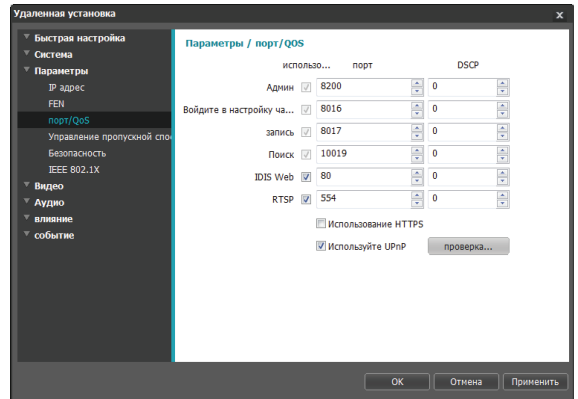 Удаленная установка x
Быстрая настройка
Система
Параметры
IP адрес
FEN
порт/QoS
Управление пропускной спо
Безопасность
IEEE 802.1X
Видео
Аудио
влияние
событие
Параметры / порт/QOS
использо... порт DSCP
Админ 8200 0
Войдите в настройку ча... 8016 0
запись 8017 0
Поиск 10019 0
IDIS Web 80 0
RTSP 554 0
Использование HTTPS
Используйте UPnP проверка...
OK Отмена Применить